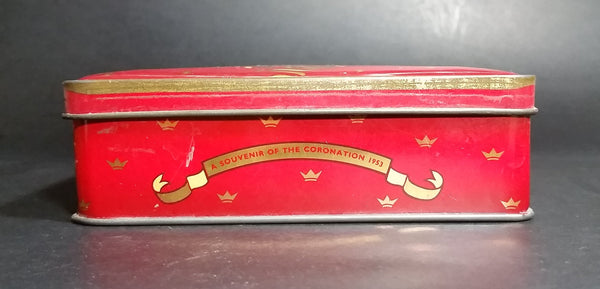 A SOUVENIR OF THE CORONATION 1953